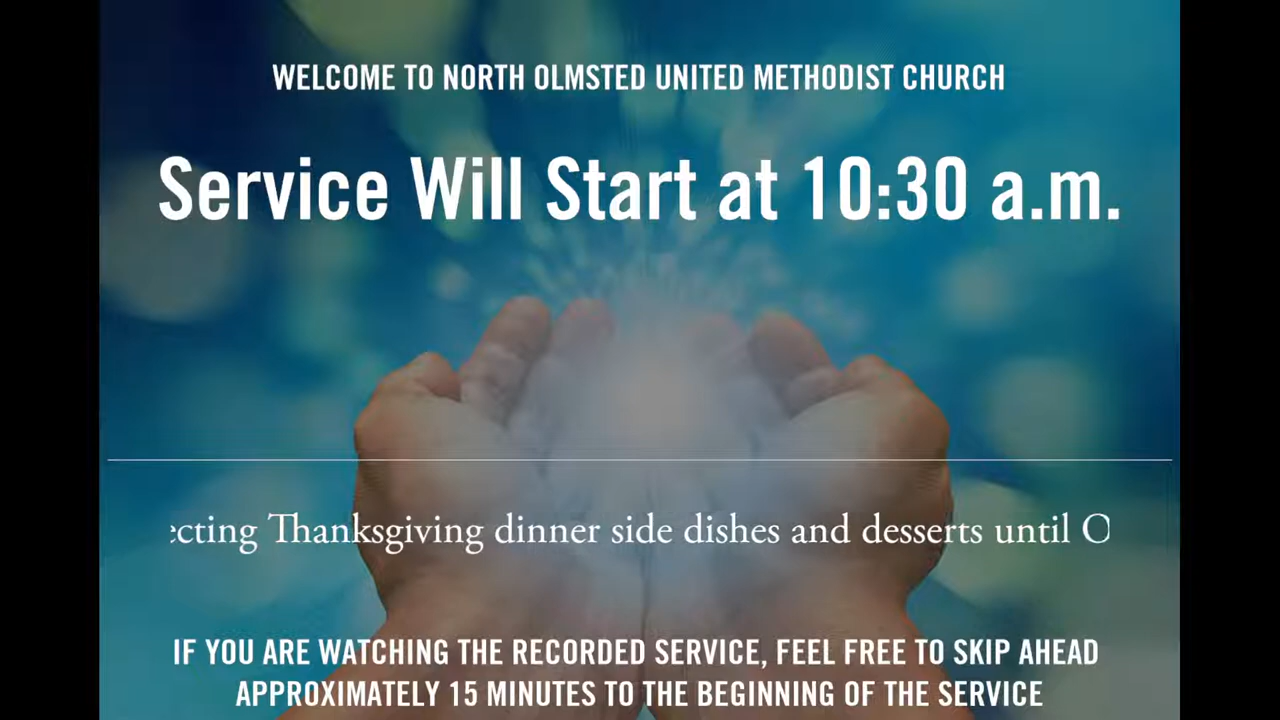 WELCOME TO NORTH OLMSTED UNITED METHODIST CHURCH
Service Will Start at 10:30 a.m.
Thanksgiving dinner side dishes and desserts until
IF YOU ARE WATCHING THE RECORDED SERVICE, FEEL FREE TO SKIP AHEAD
APPROXIMATELY 15 MINUTES TO THE BEGINNING OF THE SERVICE